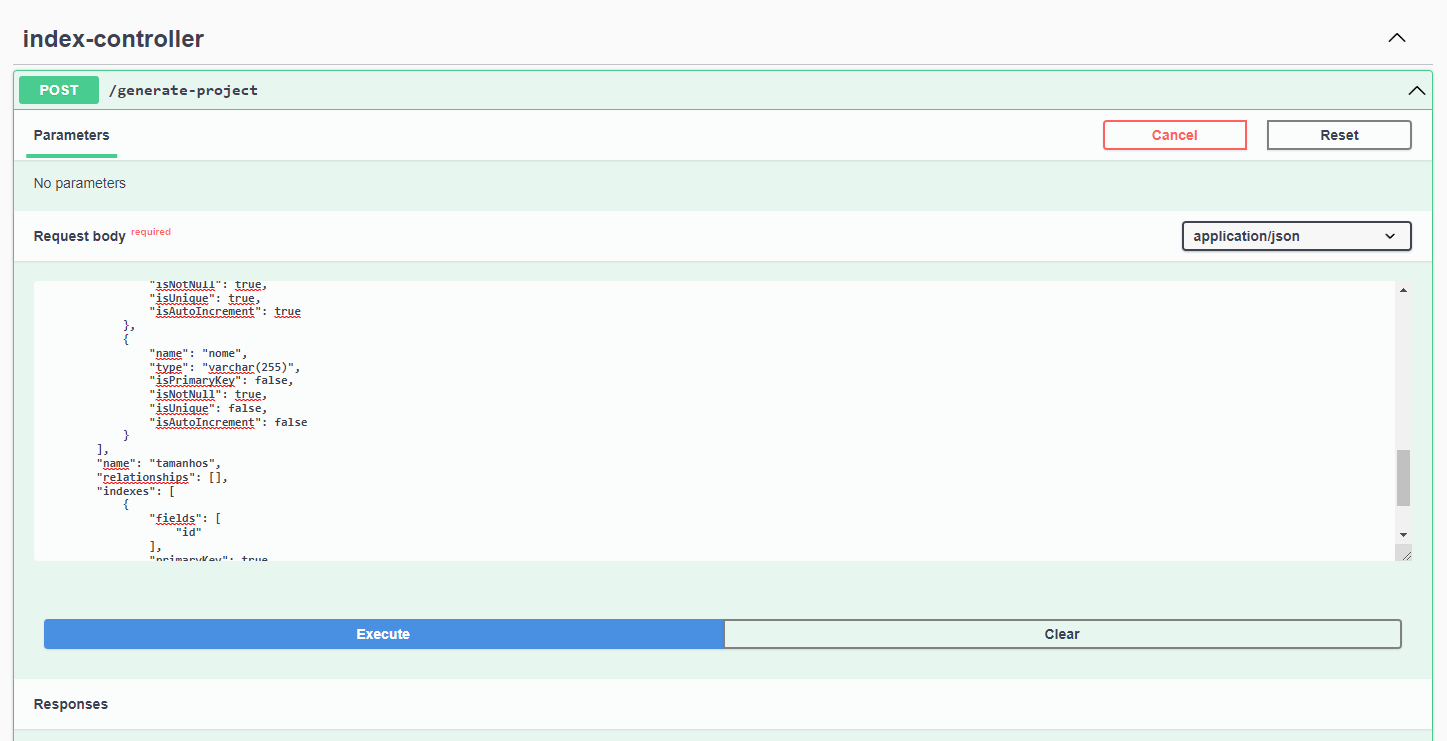 index-controller
POST /generate-project
Parameters Cancel Reset
No parameters
Request body required application/json
"isNotNull": true,
"isUnique": true,
"isAutoIncrement": true
},
{
"name": "nome",
"type": "varchar(255)",
"isPrimaryKey": false,
"isNotNull": true,
"isUnique": false,
"isAutoIncrement": false
}
],
"name": "tamanhos",
"relationships": [],
"indexes": [
{
"fields": [
"id"
],
"primaryKey": true
Execute Clear
Responses